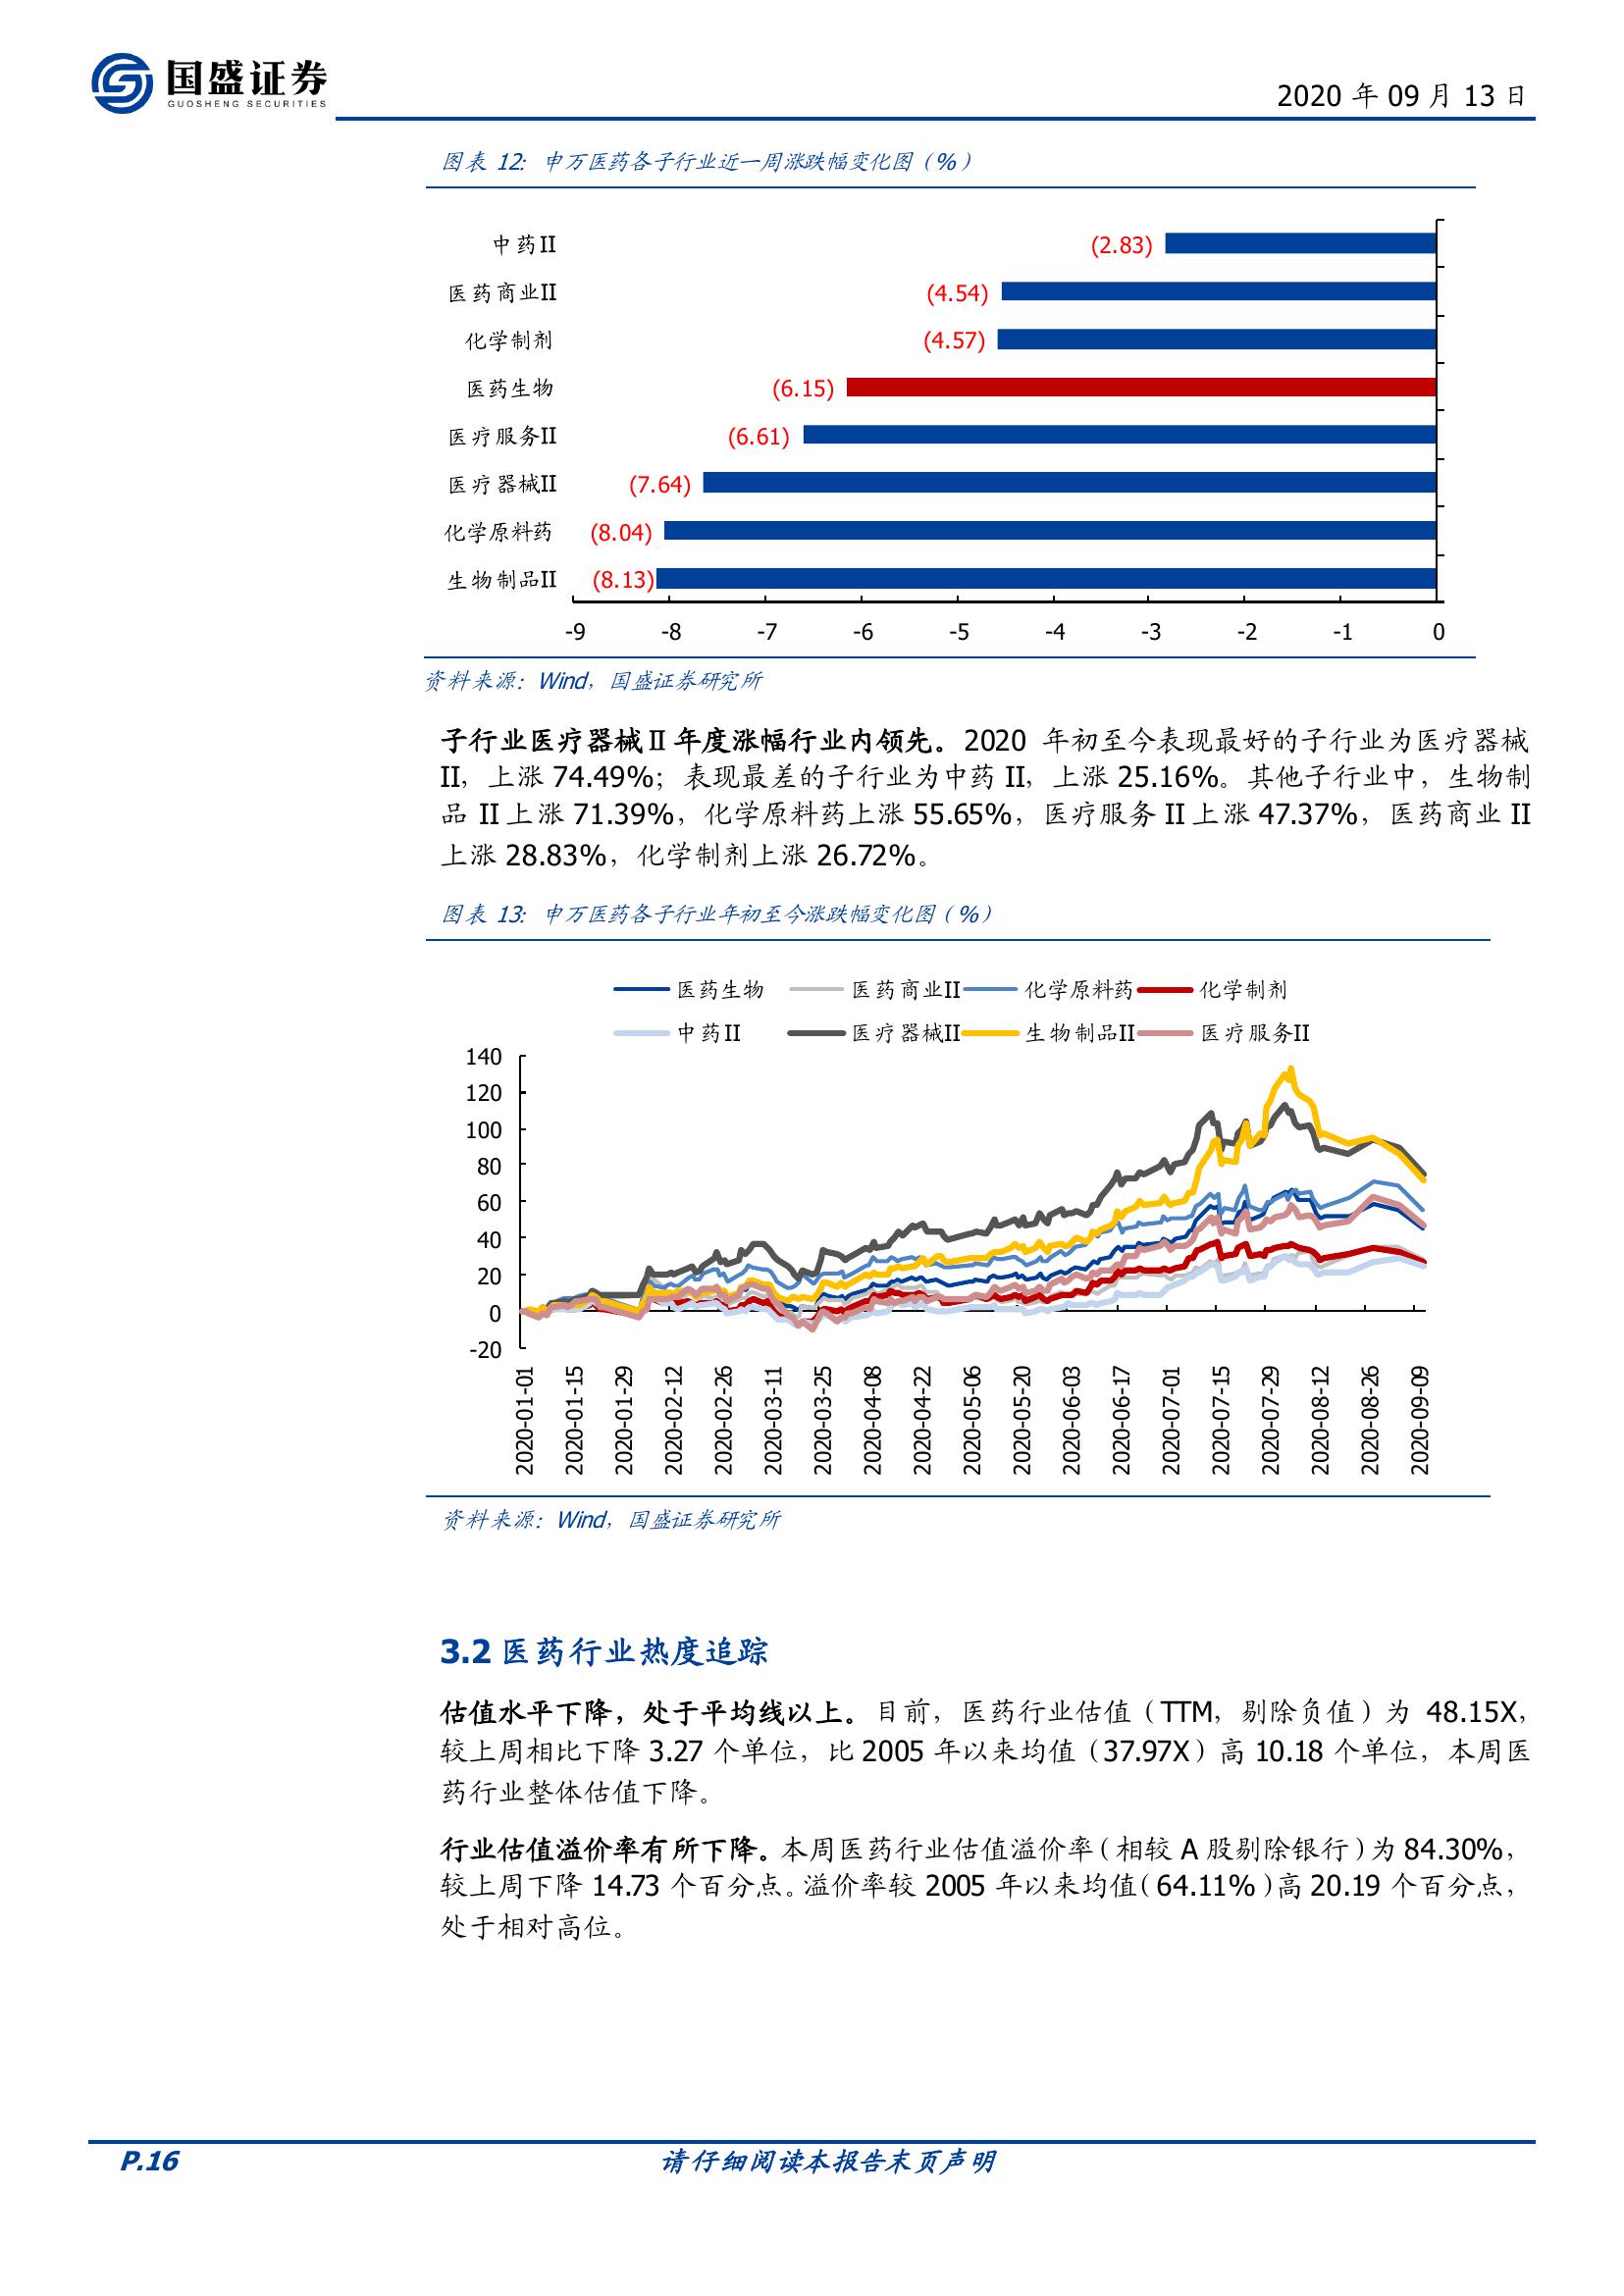 国盛证券
GUOSHENG SECURITIES
2020 年 09 月 13 日
图表 12: 申万医药各子行业近一周涨跌幅变化图（%）
中药II (2.83)
医药商业II (4.54)
化学制剂 (4.57)
医药生物 (6.15)
医疗服务II (6.61)
医疗器械II (7.64)
化学原料药 (8.04)
生物制品II (8.13)
-9 -8 -7 -6 -5 -4 -3 -2 -1 0
资料来源：Wind，国盛证券研究所
子行业医疗器械Ⅱ年度涨幅行业内领先。2020 年初至今表现最好的子行业为医疗器械
II，上涨 74.49%；表现最差的子行业为中药 II，上涨 25.16%。其他子行业中，生物制
品 II 上涨 71.39%，化学原料药上涨 55.65%，医疗服务 II 上涨 47.37%，医药商业 II
上涨 28.83%，化学制剂上涨 26.72%。
图表 13: 申万医药各子行业年初至今涨跌幅变化图（%）
医药生物 医药商业II 化学原料药 化学制剂
中药II 医疗器械II 生物制品II 医疗服务II
140
120
100
80
60
40
20
0
-20
2020-01-01 2020-01-15 2020-01-29 2020-02-12 2020-02-26 2020-03-11 2020-03-25 2020-04-08 2020-04-22 2020-05-06 2020-05-20 2020-06-03 2020-06-17 2020-07-01 2020-07-15 2020-07-29 2020-08-12 2020-08-26 2020-09-09
资料来源：Wind，国盛证券研究所
3.2 医药行业热度追踪
估值水平下降，处于平均线以上。目前，医药行业估值（TTM，剔除负值）为 48.15X，
较上周相比下降 3.27 个单位，比 2005 年以来均值（37.97X）高 10.18 个单位，本周医
药行业整体估值下降。
行业估值溢价率有所下降。本周医药行业估值溢价率（相较 A 股剔除银行）为 84.30%，
较上周下降 14.73 个百分点。溢价率较 2005 年以来均值（64.11%）高 20.19 个百分点，
处于相对高位。
P.16 请仔细阅读本报告末页声明